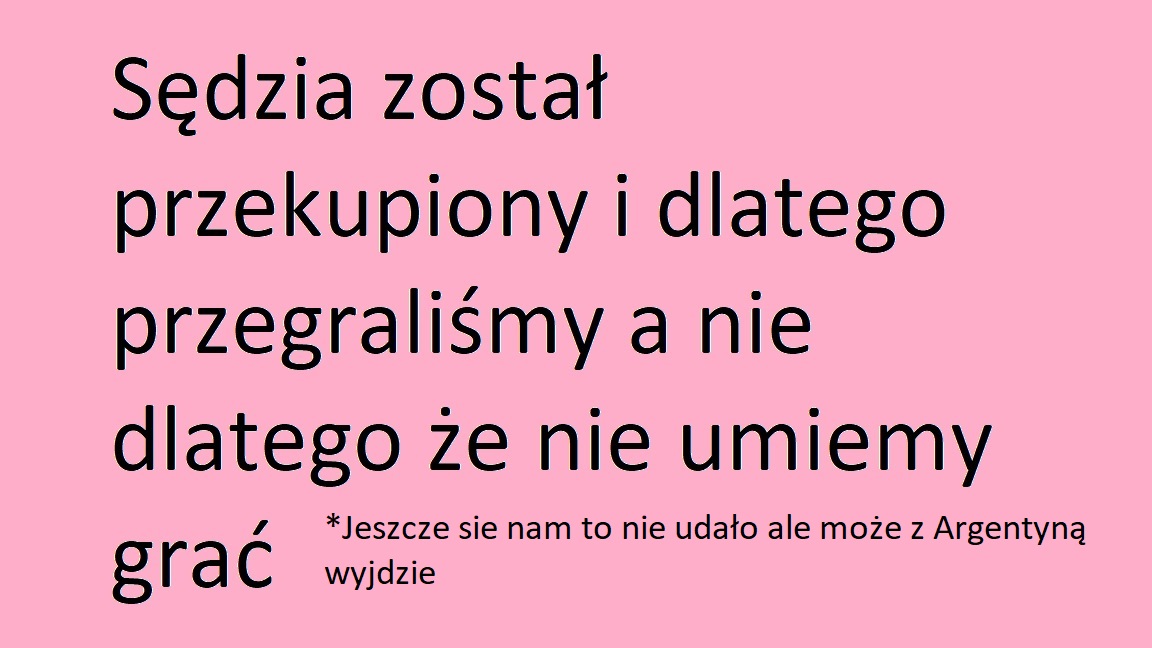 Sędzia został
przekupiony i dlatego
przegraliśmy a nie
dlatego że nie umiemy
grać
*Jeszcze sie nam to nie udało ale może z Argentyną
wyjdzie